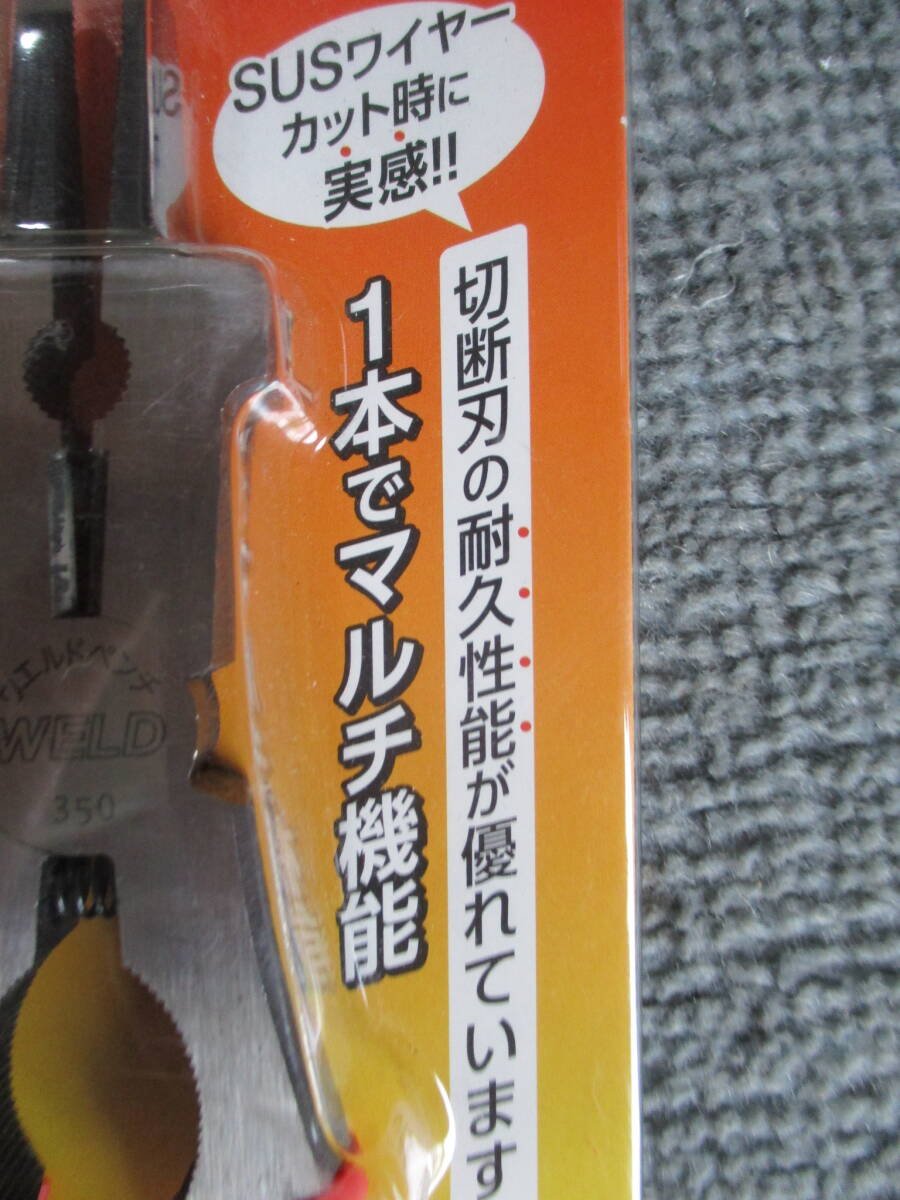 SUSワイヤー
カット時に
実感!!
切断刃の耐久性能が優れています
1本でマルチ機能
ウエルドペンチ
WELD
350